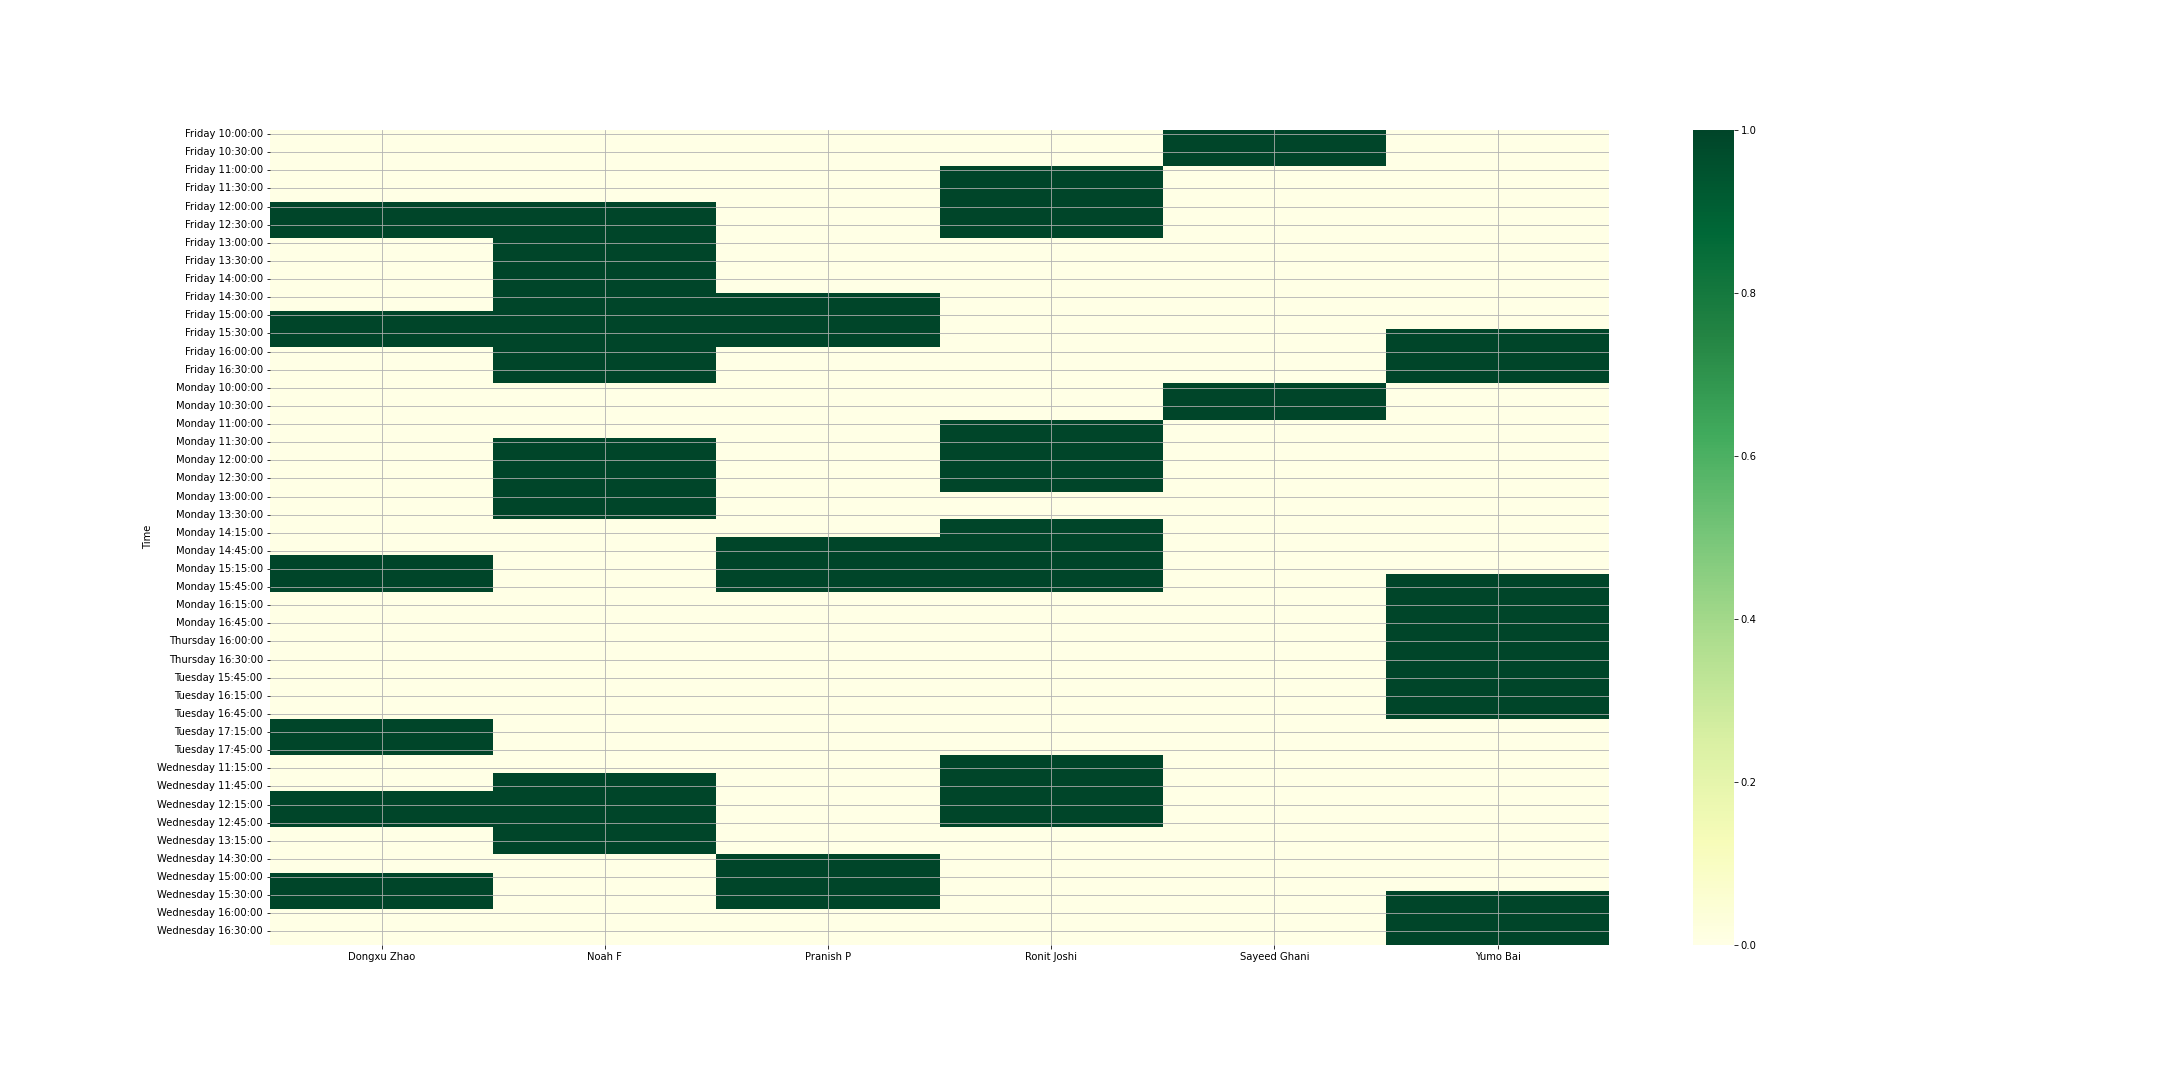 Friday 10:00:00
Friday 10:30:00
Friday 11:00:00
Friday 11:30:00
Friday 12:00:00
Friday 12:30:00
Friday 13:00:00
Friday 13:30:00
Friday 14:00:00
Friday 14:30:00
Friday 15:00:00
Friday 15:30:00
Friday 16:00:00
Friday 16:30:00
Monday 10:00:00
Monday 10:30:00
Monday 11:00:00
Monday 11:30:00
Monday 12:00:00
Monday 12:30:00
Monday 13:00:00
Monday 13:30:00
Monday 14:15:00
Monday 14:45:00
Monday 15:15:00
Monday 15:45:00
Monday 16:15:00
Monday 16:45:00
Thursday 16:00:00
Thursday 16:30:00
Tuesday 15:45:00
Tuesday 16:15:00
Tuesday 16:45:00
Tuesday 17:15:00
Tuesday 17:45:00
Wednesday 11:15:00
Wednesday 11:45:00
Wednesday 12:15:00
Wednesday 12:45:00
Wednesday 13:15:00
Wednesday 14:30:00
Wednesday 15:00:00
Wednesday 15:30:00
Wednesday 16:00:00
Wednesday 16:30:00
Time
Dongxu Zhao
Noah F
Pranish P
Ronit Joshi
Sayeed Ghani
Yumo Bai
1.0
0.8
0.6
0.4
0.2
0.0